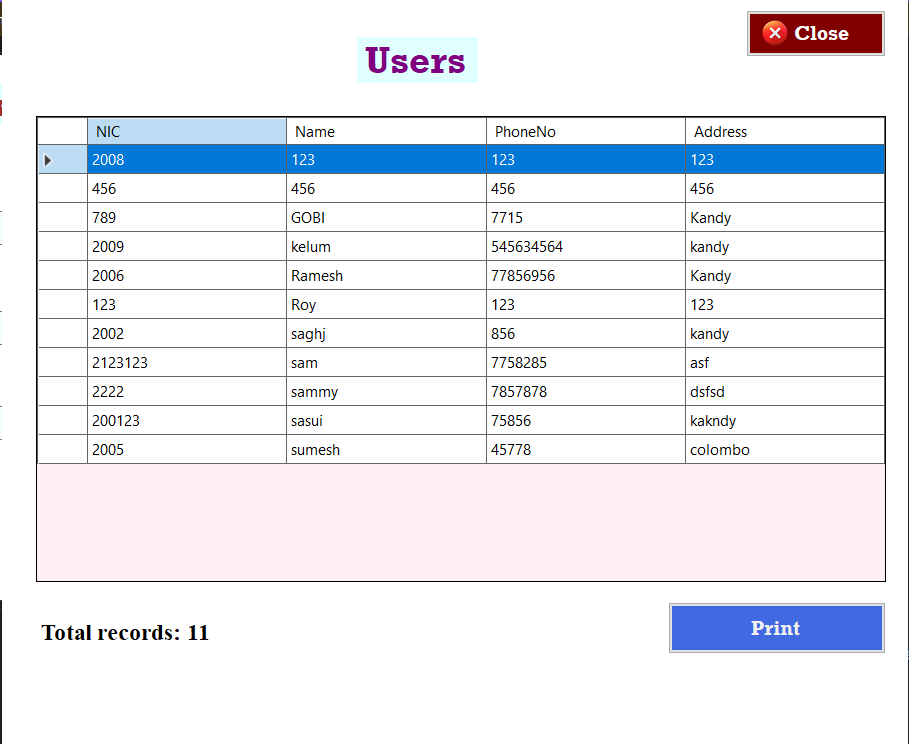 Close
Users
NIC Name PhoneNo Address
2008 123 123 123
456 456 456 456
789 GOBI 7715 Kandy
2009 kelum 545634564 kandy
2006 Ramesh 77856956 Kandy
123 Roy 123 123
2002 saghj 856 kandy
2123123 sam 7758285 asf
2222 sammy 7857878 dsfsd
200123 sasui 75856 kakndy
2005 sumesh 45778 colombo
Total records: 11
Print